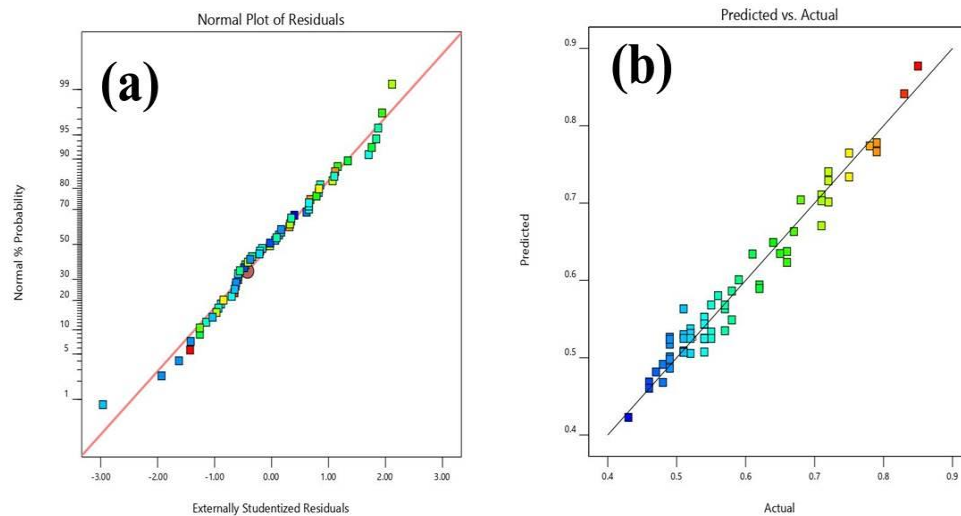 Normal Plot of Residuals
(a)
Normal % Probability
99
95
90
80
70
50
30
20
10
5
1
-3.00 -2.00 -1.00 0.00 1.00 2.00 3.00
Externally Studentized Residuals
Predicted vs. Actual
(b)
Predicted
0.9
0.8
0.7
0.6
0.5
0.4
0.4 0.5 0.6 0.7 0.8 0.9
Actual